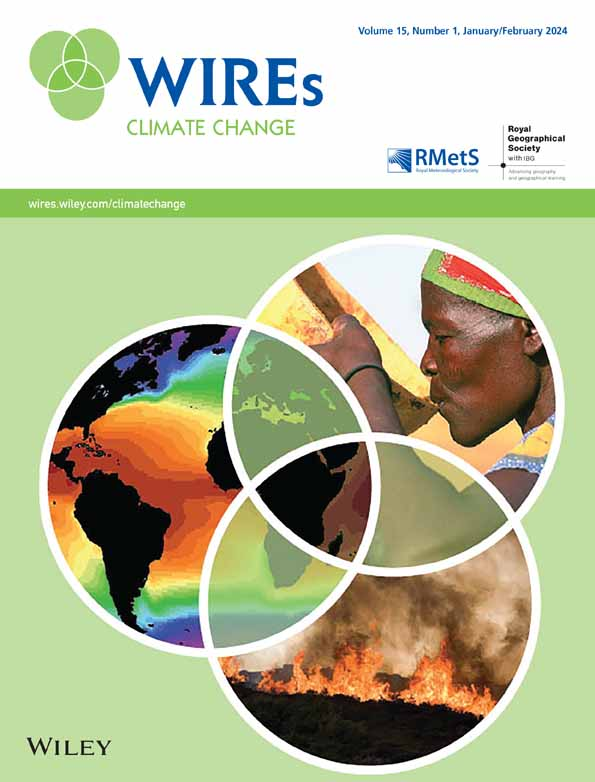 Volume 15, Number 1, January/February 2024
WIREs
CLIMATE CHANGE
RMetS
Royal Meteorological Society
Royal
Geographical
Society
with IBG
Advancing geography
and geographical learning
wires.wiley.com/climatechange
WILEY